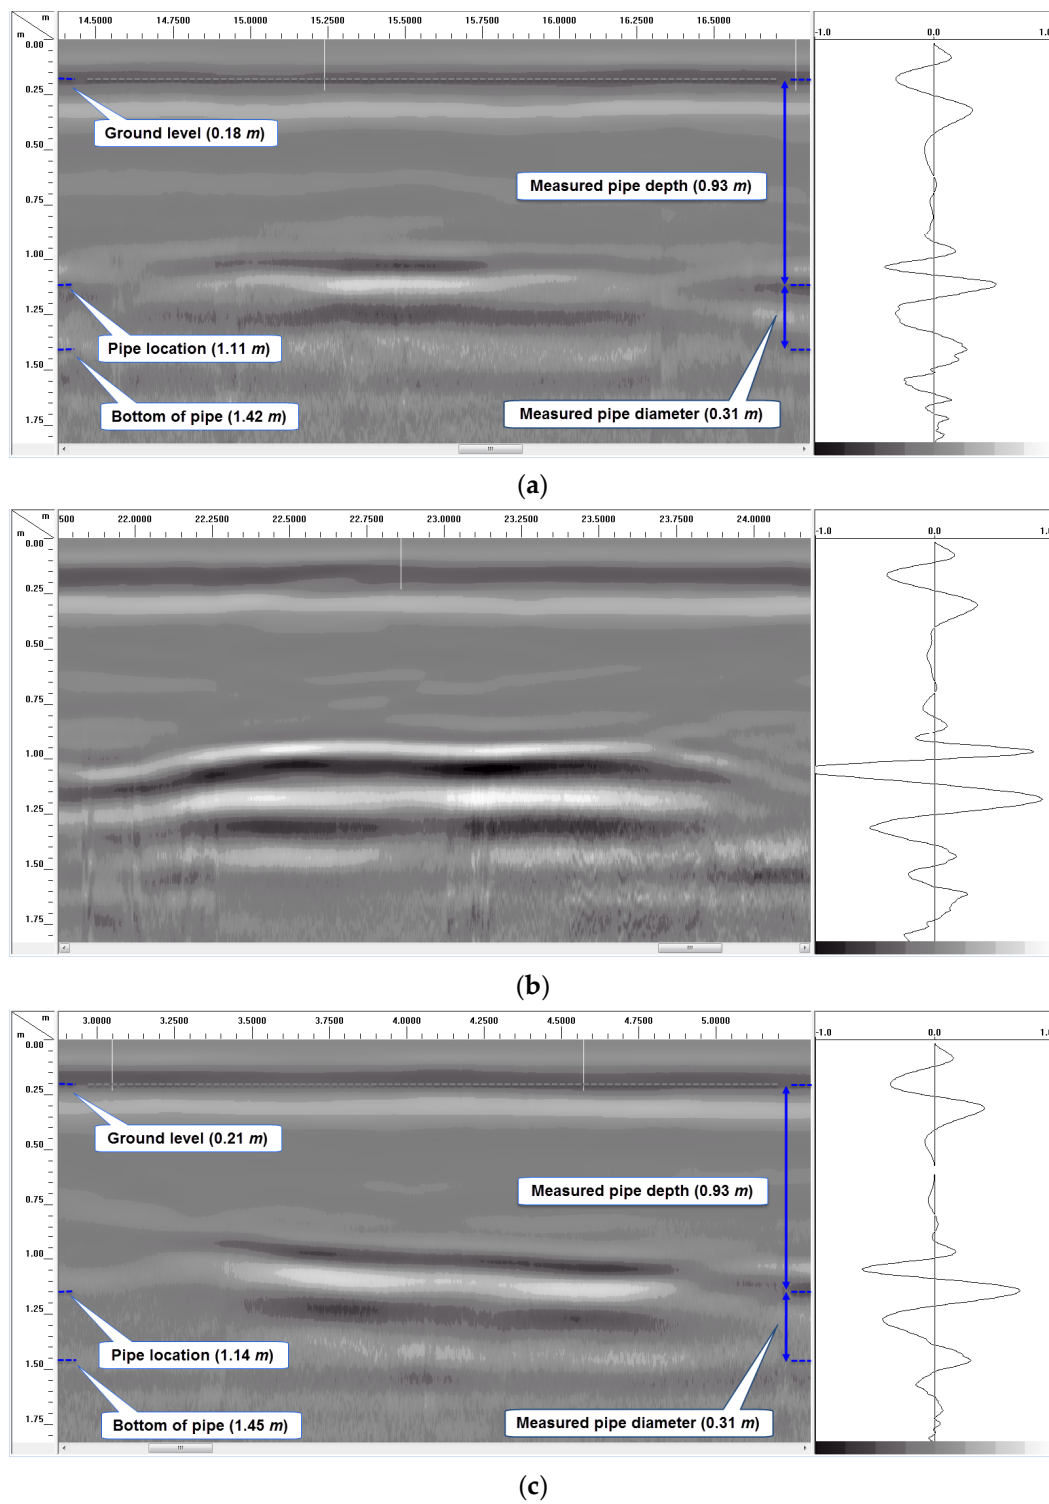 m 14.5000 14.7500 15.0000 15.2500 15.5000 15.7500 16.0000 16.2500 16.5000 -1.0 0.0 1.0
m
0.00
0.25
Ground level (0.18 m)
0.50
Measured pipe depth (0.93 m)
0.75
1.00
1.25
Pipe location (1.11 m)
1.50
Bottom of pipe (1.42 m)
Measured pipe diameter (0.31 m)
1.75
(a)
m 500 22.0000 22.2500 22.5000 22.7500 23.0000 23.2500 23.5000 23.7500 24.0000 -1.0 0.0 1.0
m
0.00
0.25
0.50
0.75
1.00
1.25
1.50
1.75
(b)
m 3.0000 3.2500 3.5000 3.7500 4.0000 4.2500 4.5000 4.7500 5.0000 -1.0 0.0 1.0
m
0.00
0.25
Ground level (0.21 m)
0.50
Measured pipe depth (0.93 m)
0.75
1.00
1.25
Pipe location (1.14 m)
1.50
Bottom of pipe (1.45 m)
Measured pipe diameter (0.31 m)
1.75
(c)